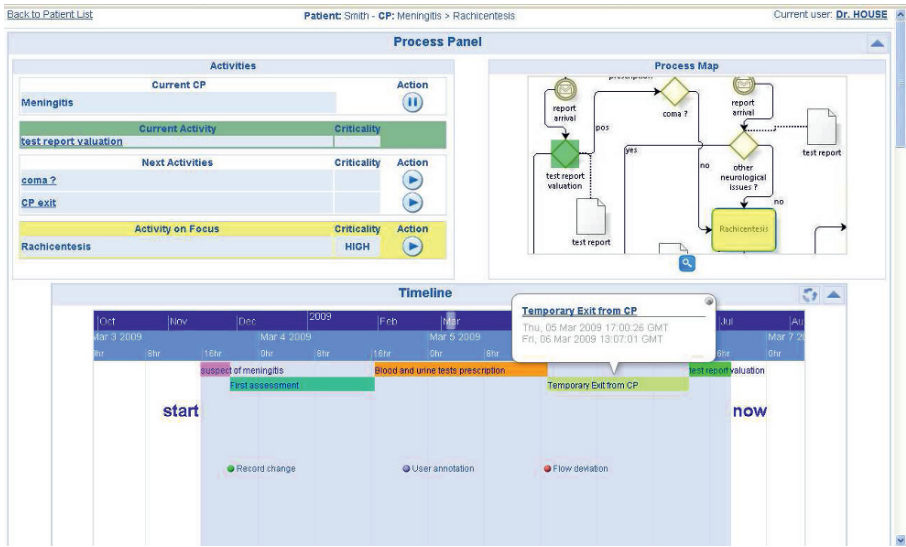 Back to Patient List
Patient: Smith - CP: Meningitis > Rachicentesis
Current user: Dr. HOUSE
Process Panel
Activities
Current CP Action
Meningitis
Current Activity Criticality
test report valuation
Next Activities Criticality Action
coma ?
CP exit
Activity on Focus Criticality Action
Rachicentesis HIGH
Process Map
report arrival
coma ?
report arrival
pos
test report valuation
yes
no
other neurological issues ?
test report
no
Rachicentesis
test report
Timeline
Temporary Exit from CP
Thu, 05 Mar 2009 17:00:26 GMT
Fri, 06 Mar 2009 13:07:01 GMT
Oct Nov Dec 2009 Feb Mar Jul
Mar 3 2009 Mar 4 2009 Mar 5 2009 Mar 7
8hr 16hr 0hr 8hr 16hr 0hr 8hr 0hr
suspect of meningitis Blood and urine tests prescription test report valuation
First assessment Temporary Exit from CP
start now
Record change User annotation Flow deviation